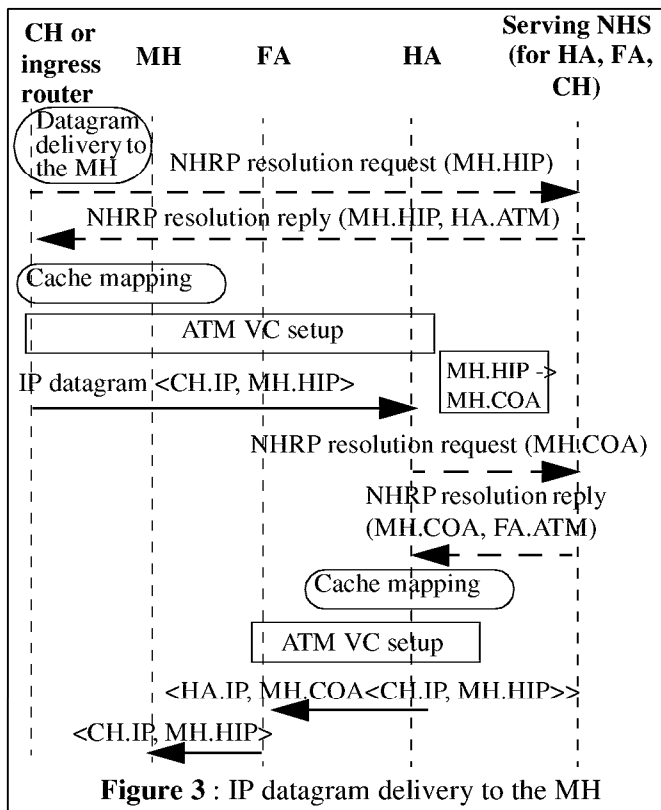 CH or
ingress
router
MH
FA
HA
Serving NHS
(for HA, FA,
CH)
Datagram
delivery to
the MH
NHRP resolution request (MH.HIP)
NHRP resolution reply (MH.HIP, HA.ATM)
Cache mapping
ATM VC setup
IP datagram <CH.IP, MH.HIP>
MH.HIP ->
MH.COA
NHRP resolution request (MH.COA)
NHRP resolution reply
(MH.COA, FA.ATM)
Cache mapping
ATM VC setup
<HA.IP, MH.COA<CH.IP, MH.HIP>>
<CH.IP, MH.HIP>
Figure 3 : IP datagram delivery to the MH